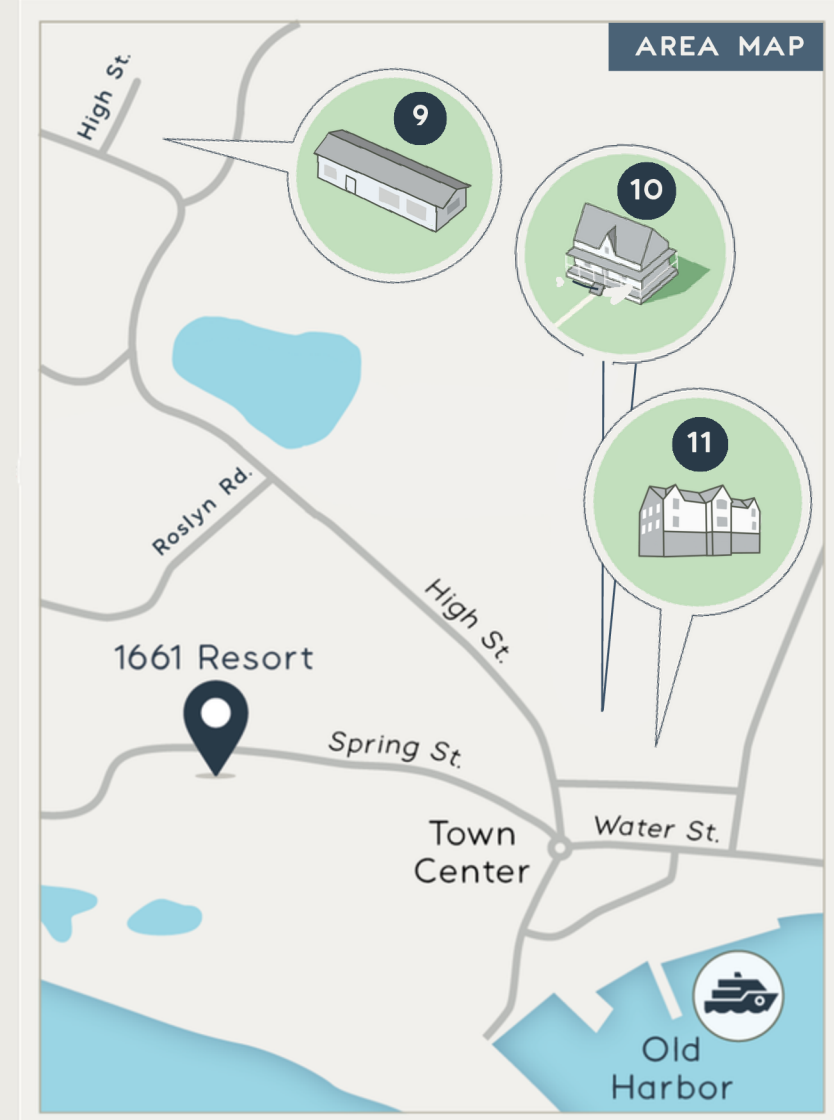 AREA MAP
High St.
9
10
11
Roslyn Rd.
High St.
1661 Resort
Spring St.
Water St.
Town
Center
Old
Harbor